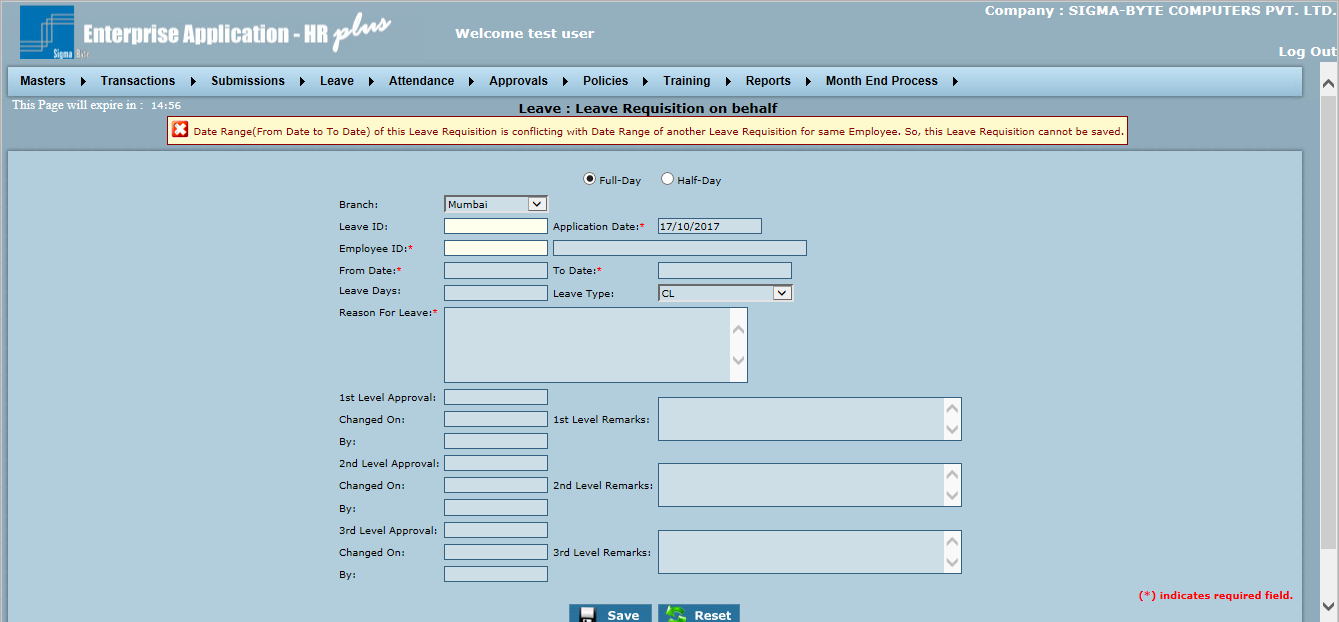 Company : SIGMA-BYTE COMPUTERS PVT. LTD.
Sigma Byte
Enterprise Application - HR plus
Welcome test user
Log Out
Masters Transactions Submissions Leave Attendance Approvals Policies Training Reports Month End Process
This Page will expire in : 14:56
Leave : Leave Requisition on behalf
Date Range(From Date to To Date) of this Leave Requisition is conflicting with Date Range of another Leave Requisition for same Employee. So, this Leave Requisition cannot be saved.
Full-Day Half-Day
Branch: Mumbai
Leave ID: Application Date:* 17/10/2017
Employee ID:*
From Date:* To Date:*
Leave Days: Leave Type: CL
Reason For Leave:*
1st Level Approval:
Changed On: 1st Level Remarks:
By:
2nd Level Approval:
Changed On: 2nd Level Remarks:
By:
3rd Level Approval:
Changed On: 3rd Level Remarks:
By:
(*) indicates required field.
Save Reset